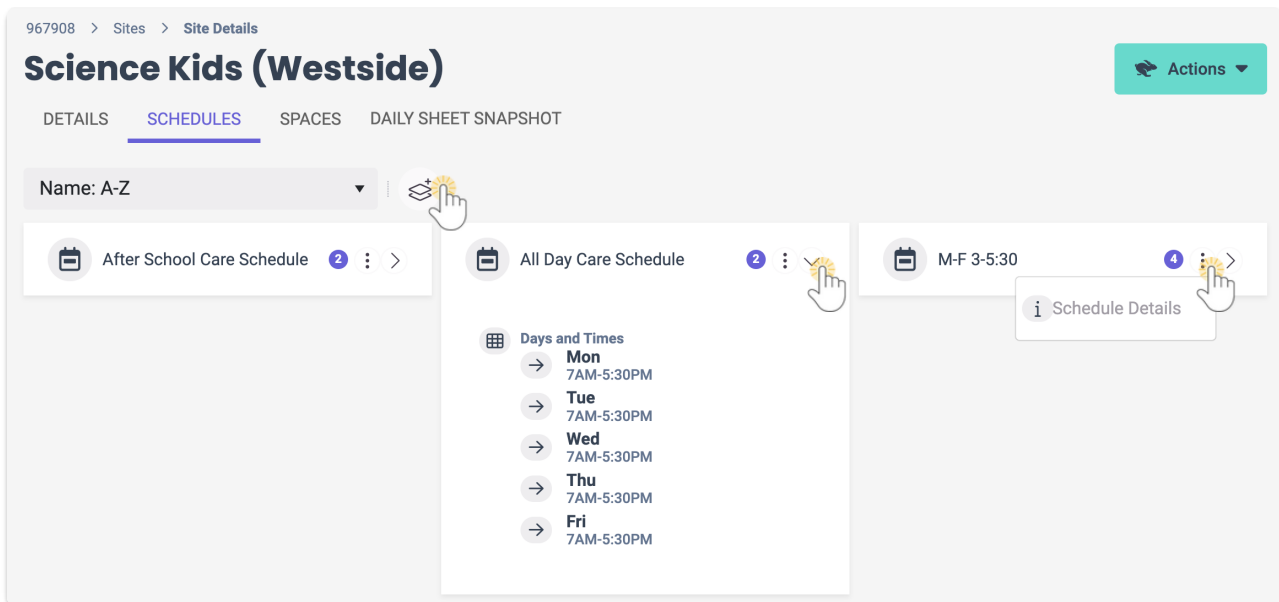 967908 > Sites > Site Details
Science Kids (Westside)
Actions
DETAILS SCHEDULES SPACES DAILY SHEET SNAPSHOT
Name: A-Z
After School Care Schedule 2
All Day Care Schedule 2
M-F 3-5:30 4
Schedule Details
Days and Times
Mon
7AM-5:30PM
Tue
7AM-5:30PM
Wed
7AM-5:30PM
Thu
7AM-5:30PM
Fri
7AM-5:30PM